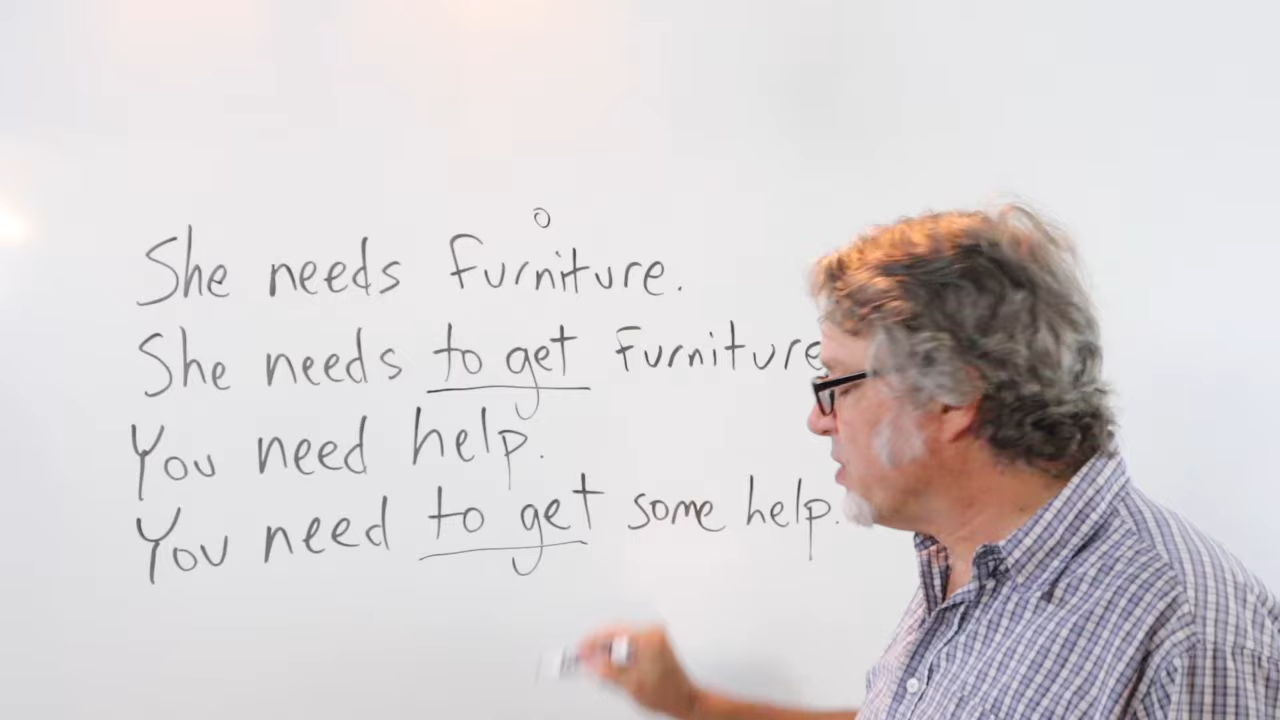 o
She needs furniture.
She needs to get furniture
You need help.
You need to get some help.